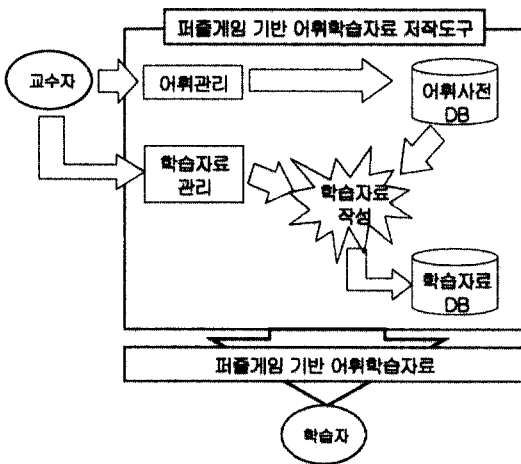 퍼즐게임 기반 어휘학습자료 저작도구
교수자
어휘관리
어휘사전
DB
학습자료
관리
학습자료
작성
학습자료
DB
퍼즐게임 기반 어휘학습자료
학습자